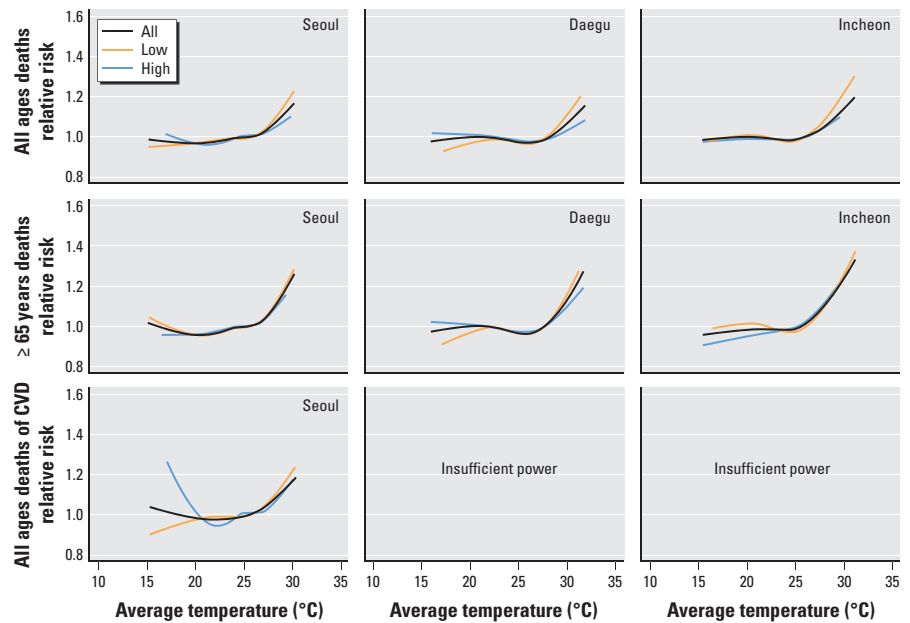 All ages deaths
relative risk
1.6
1.4
1.2
1.0
0.8
All
Low
High
Seoul
Daegu
Incheon
≥ 65 years deaths
relative risk
1.6
1.4
1.2
1.0
0.8
Seoul
Daegu
Incheon
All ages deaths of CVD
relative risk
1.6
1.4
1.2
1.0
0.8
Seoul
Insufficient power
Insufficient power
10 15 20 25 30 35
10 15 20 25 30 35
10 15 20 25 30 35
Average temperature (°C)
Average temperature (°C)
Average temperature (°C)